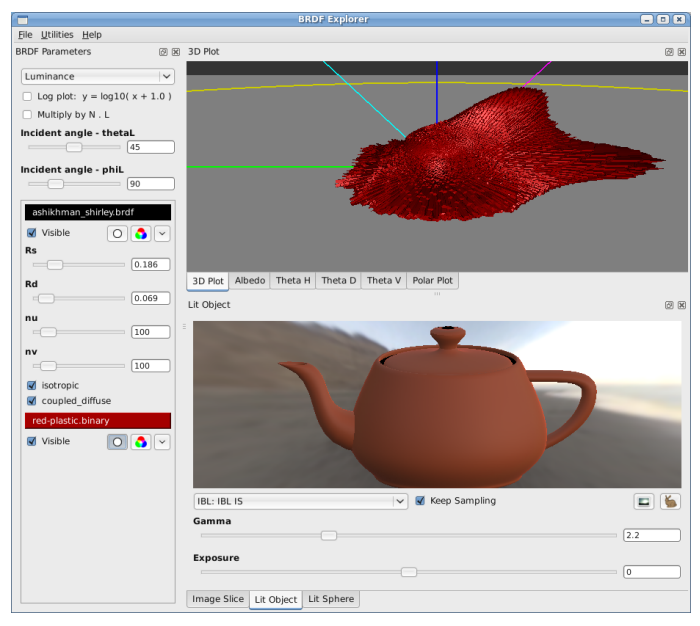 BRDF Explorer
File Utilities Help
BRDF Parameters
Luminance
Log plot: y = log10( x + 1.0 )
Multiply by N . L
Incident angle - thetaL
45
Incident angle - phiL
90
ashikhman_shirley.brdf
Visible
Rs
0.186
Rd
0.069
nu
100
nv
100
isotropic
coupled_diffuse
red-plastic.binary
Visible
3D Plot
3D Plot Albedo Theta H Theta D Theta V Polar Plot
Lit Object
IBL: IBL IS Keep Sampling
Gamma
2.2
Exposure
0
Image Slice Lit Object Lit Sphere